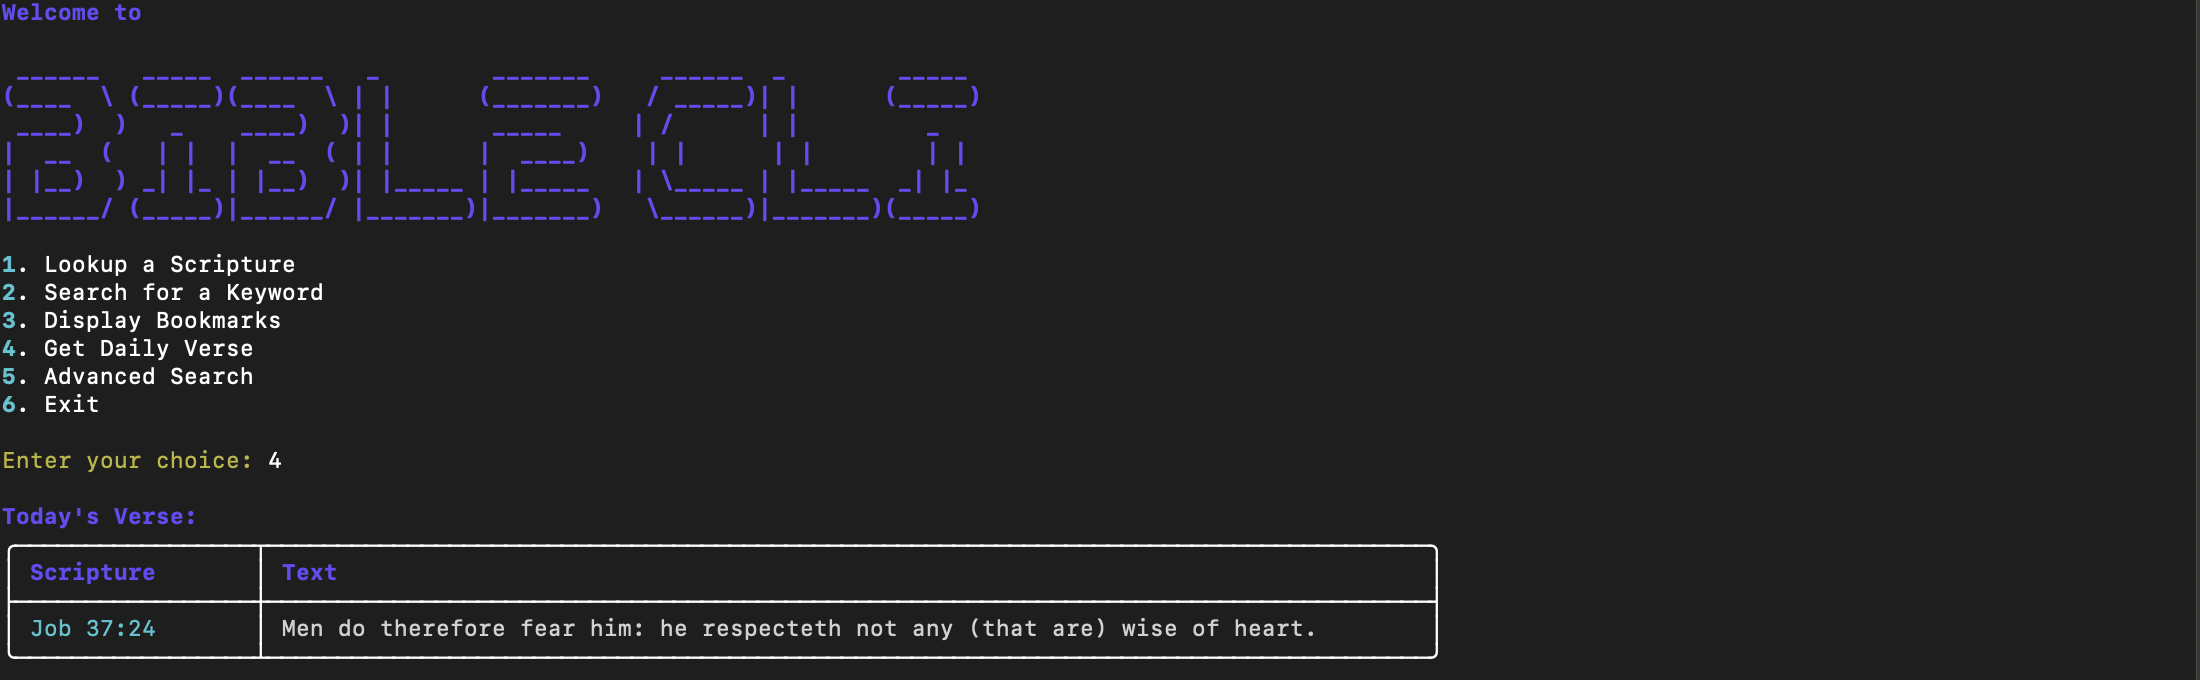 Welcome to
BIBLE CLI
1. Lookup a Scripture
2. Search for a Keyword
3. Display Bookmarks
4. Get Daily Verse
5. Advanced Search
6. Exit
Enter your choice: 4
Today's Verse:
Scripture Text
Job 37:24 Men do therefore fear him: he respecteth not any (that are) wise of heart.